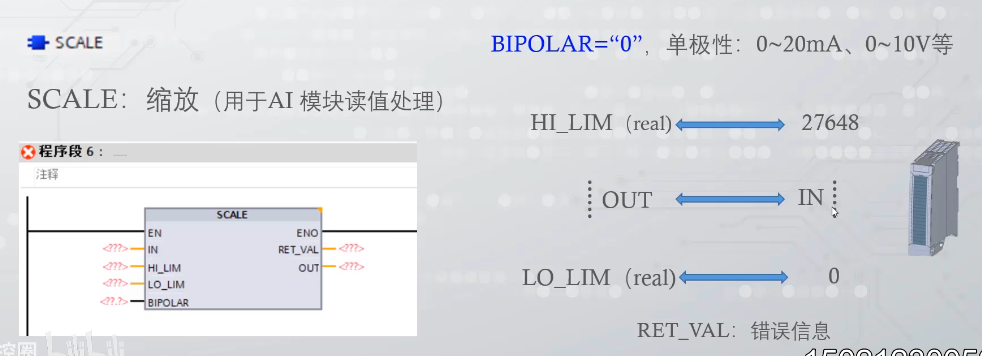 SCALE
BIPOLAR=“0”，单极性：0~20mA、0~10V等
SCALE：缩放（用于AI 模块读值处理）
HI_LIM（real) 27648
程序段 6： ......
注释
OUT IN
SCALE
EN ENO
<???> IN RET_VAL <???>
<???> HI_LIM OUT <???>
<???> LO_LIM
<??.?> BIPOLAR
LO_LIM（real) 0
RET_VAL：错误信息
bilibili